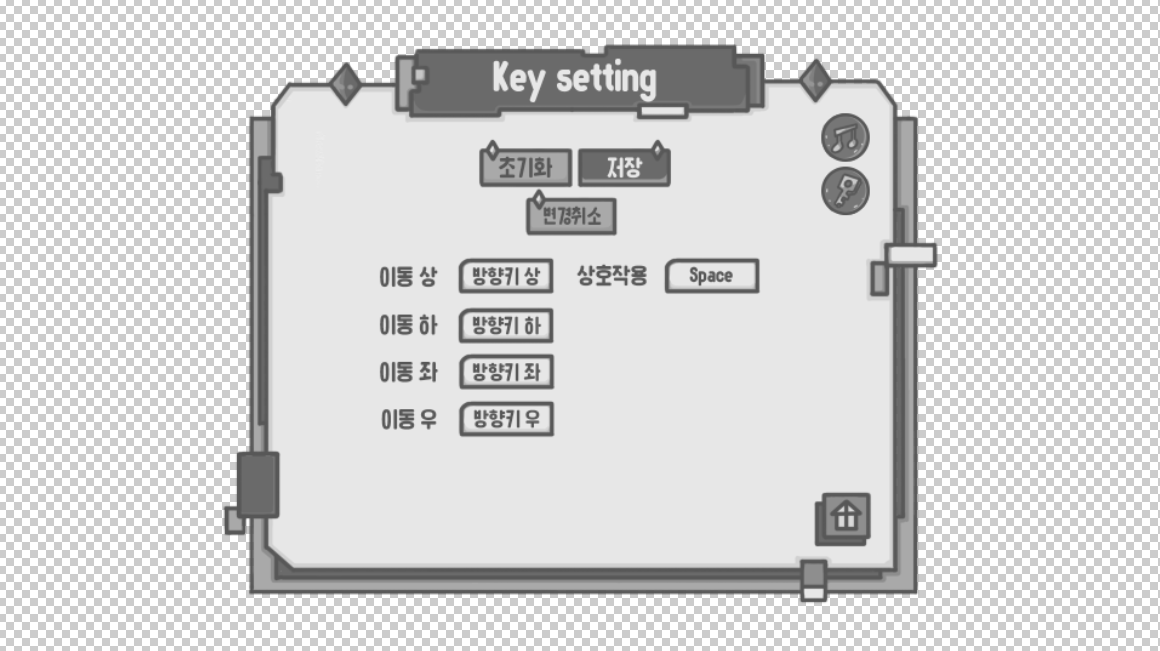 Key setting
초기화 저장
변경취소
이동 상 방향키 상 상호작용 Space
이동 하 방향키 하
이동 좌 방향키 좌
이동 우 방향키 우